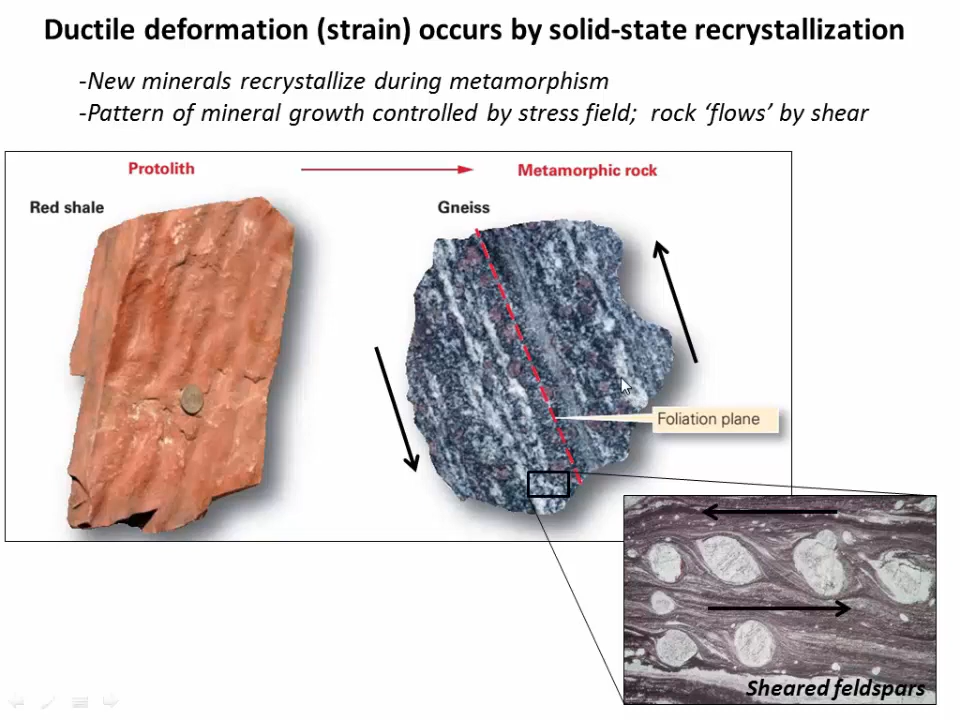 Ductile deformation (strain) occurs by solid-state recrystallization
-New minerals recrystallize during metamorphism
-Pattern of mineral growth controlled by stress field;  rock ‘flows’ by shear
Protolith
Metamorphic rock
Red shale
Gneiss
Foliation plane
Sheared feldspars